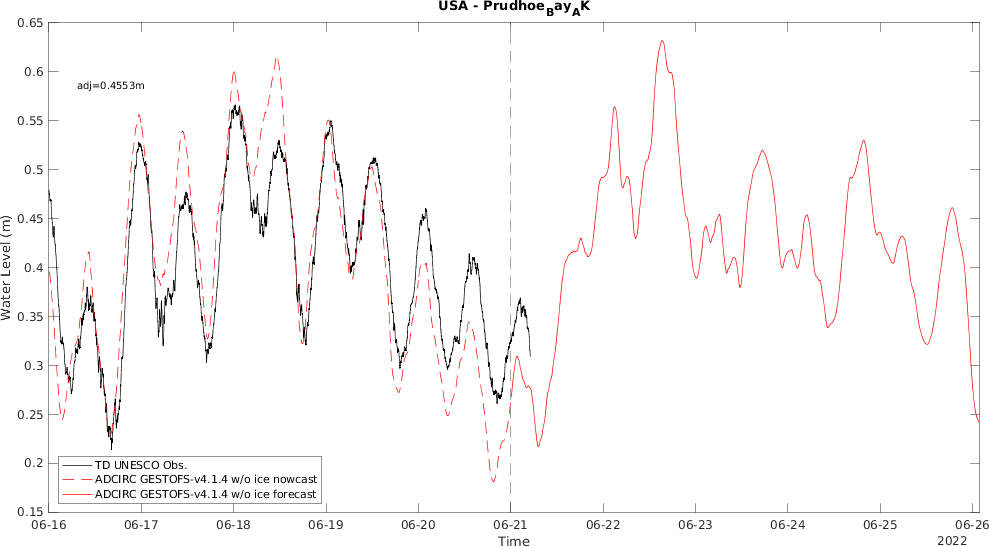 USA - Prudhoe_Bay_AK
0.65
0.6
0.55
0.5
0.45
0.4
0.35
0.3
0.25
0.2
0.15
Water Level (m)
adj=0.4553m
TD UNESCO Obs.
ADCIRC GESTOFS-v4.1.4 w/o ice nowcast
ADCIRC GESTOFS-v4.1.4 w/o ice forecast
06-16 06-17 06-18 06-19 06-20 06-21 06-22 06-23 06-24 06-25 06-26
Time
2022